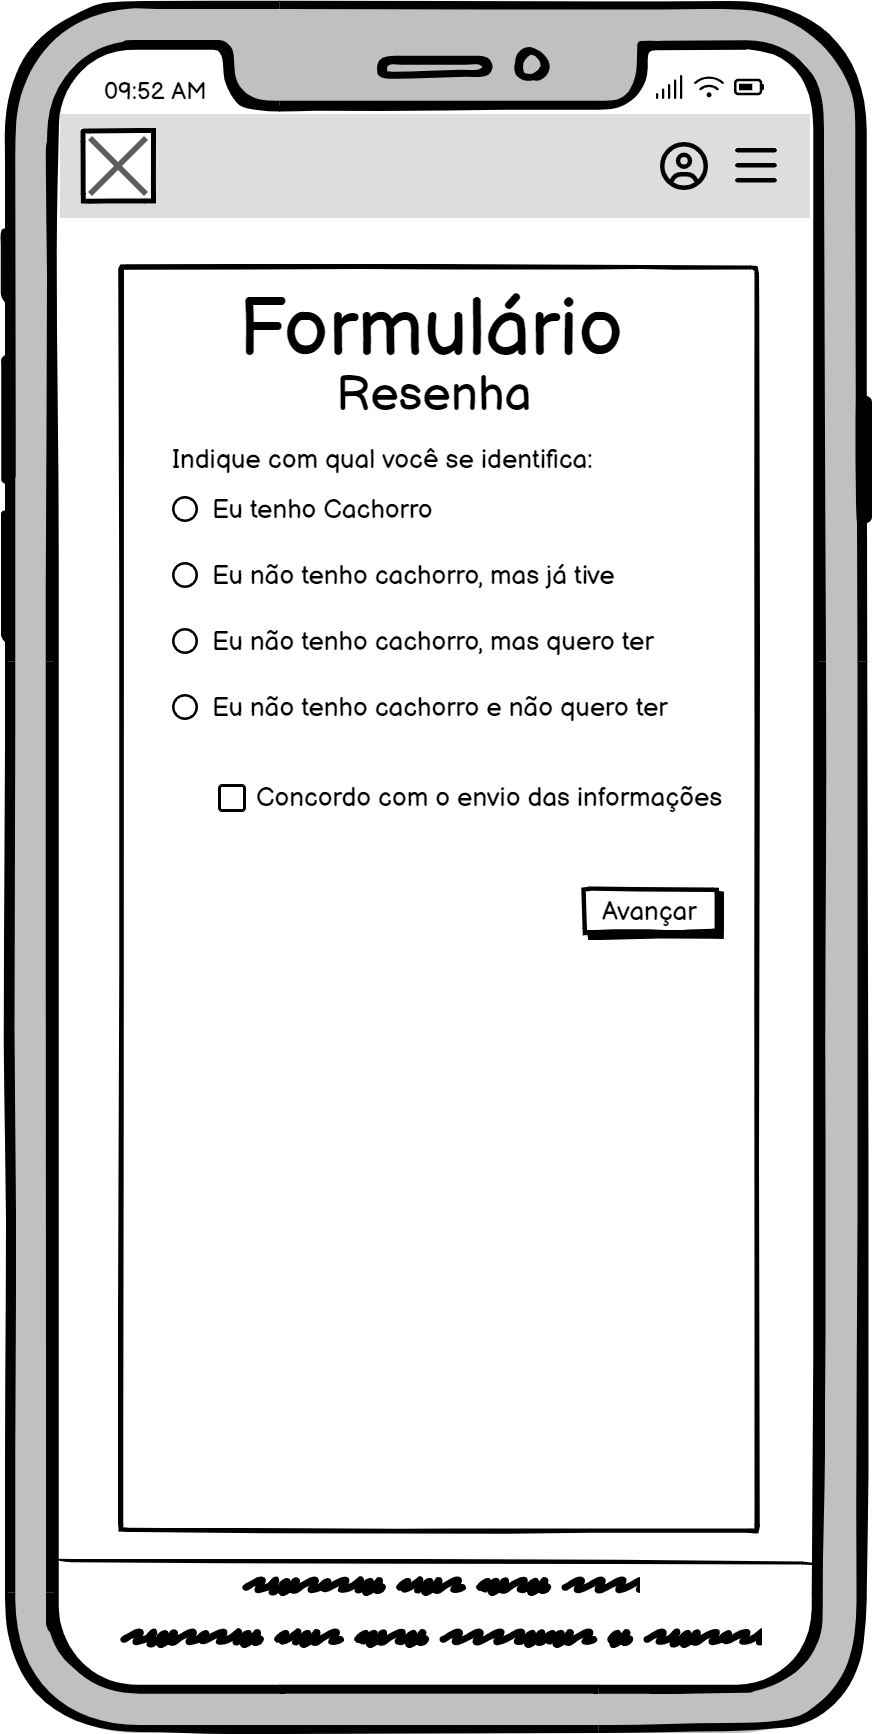 09:52 AM
Formulário
Resenha
Indique com qual você se identifica:
Eu tenho Cachorro
Eu não tenho cachorro, mas já tive
Eu não tenho cachorro, mas quero ter
Eu não tenho cachorro e não quero ter
Concordo com o envio das informações
Avançar